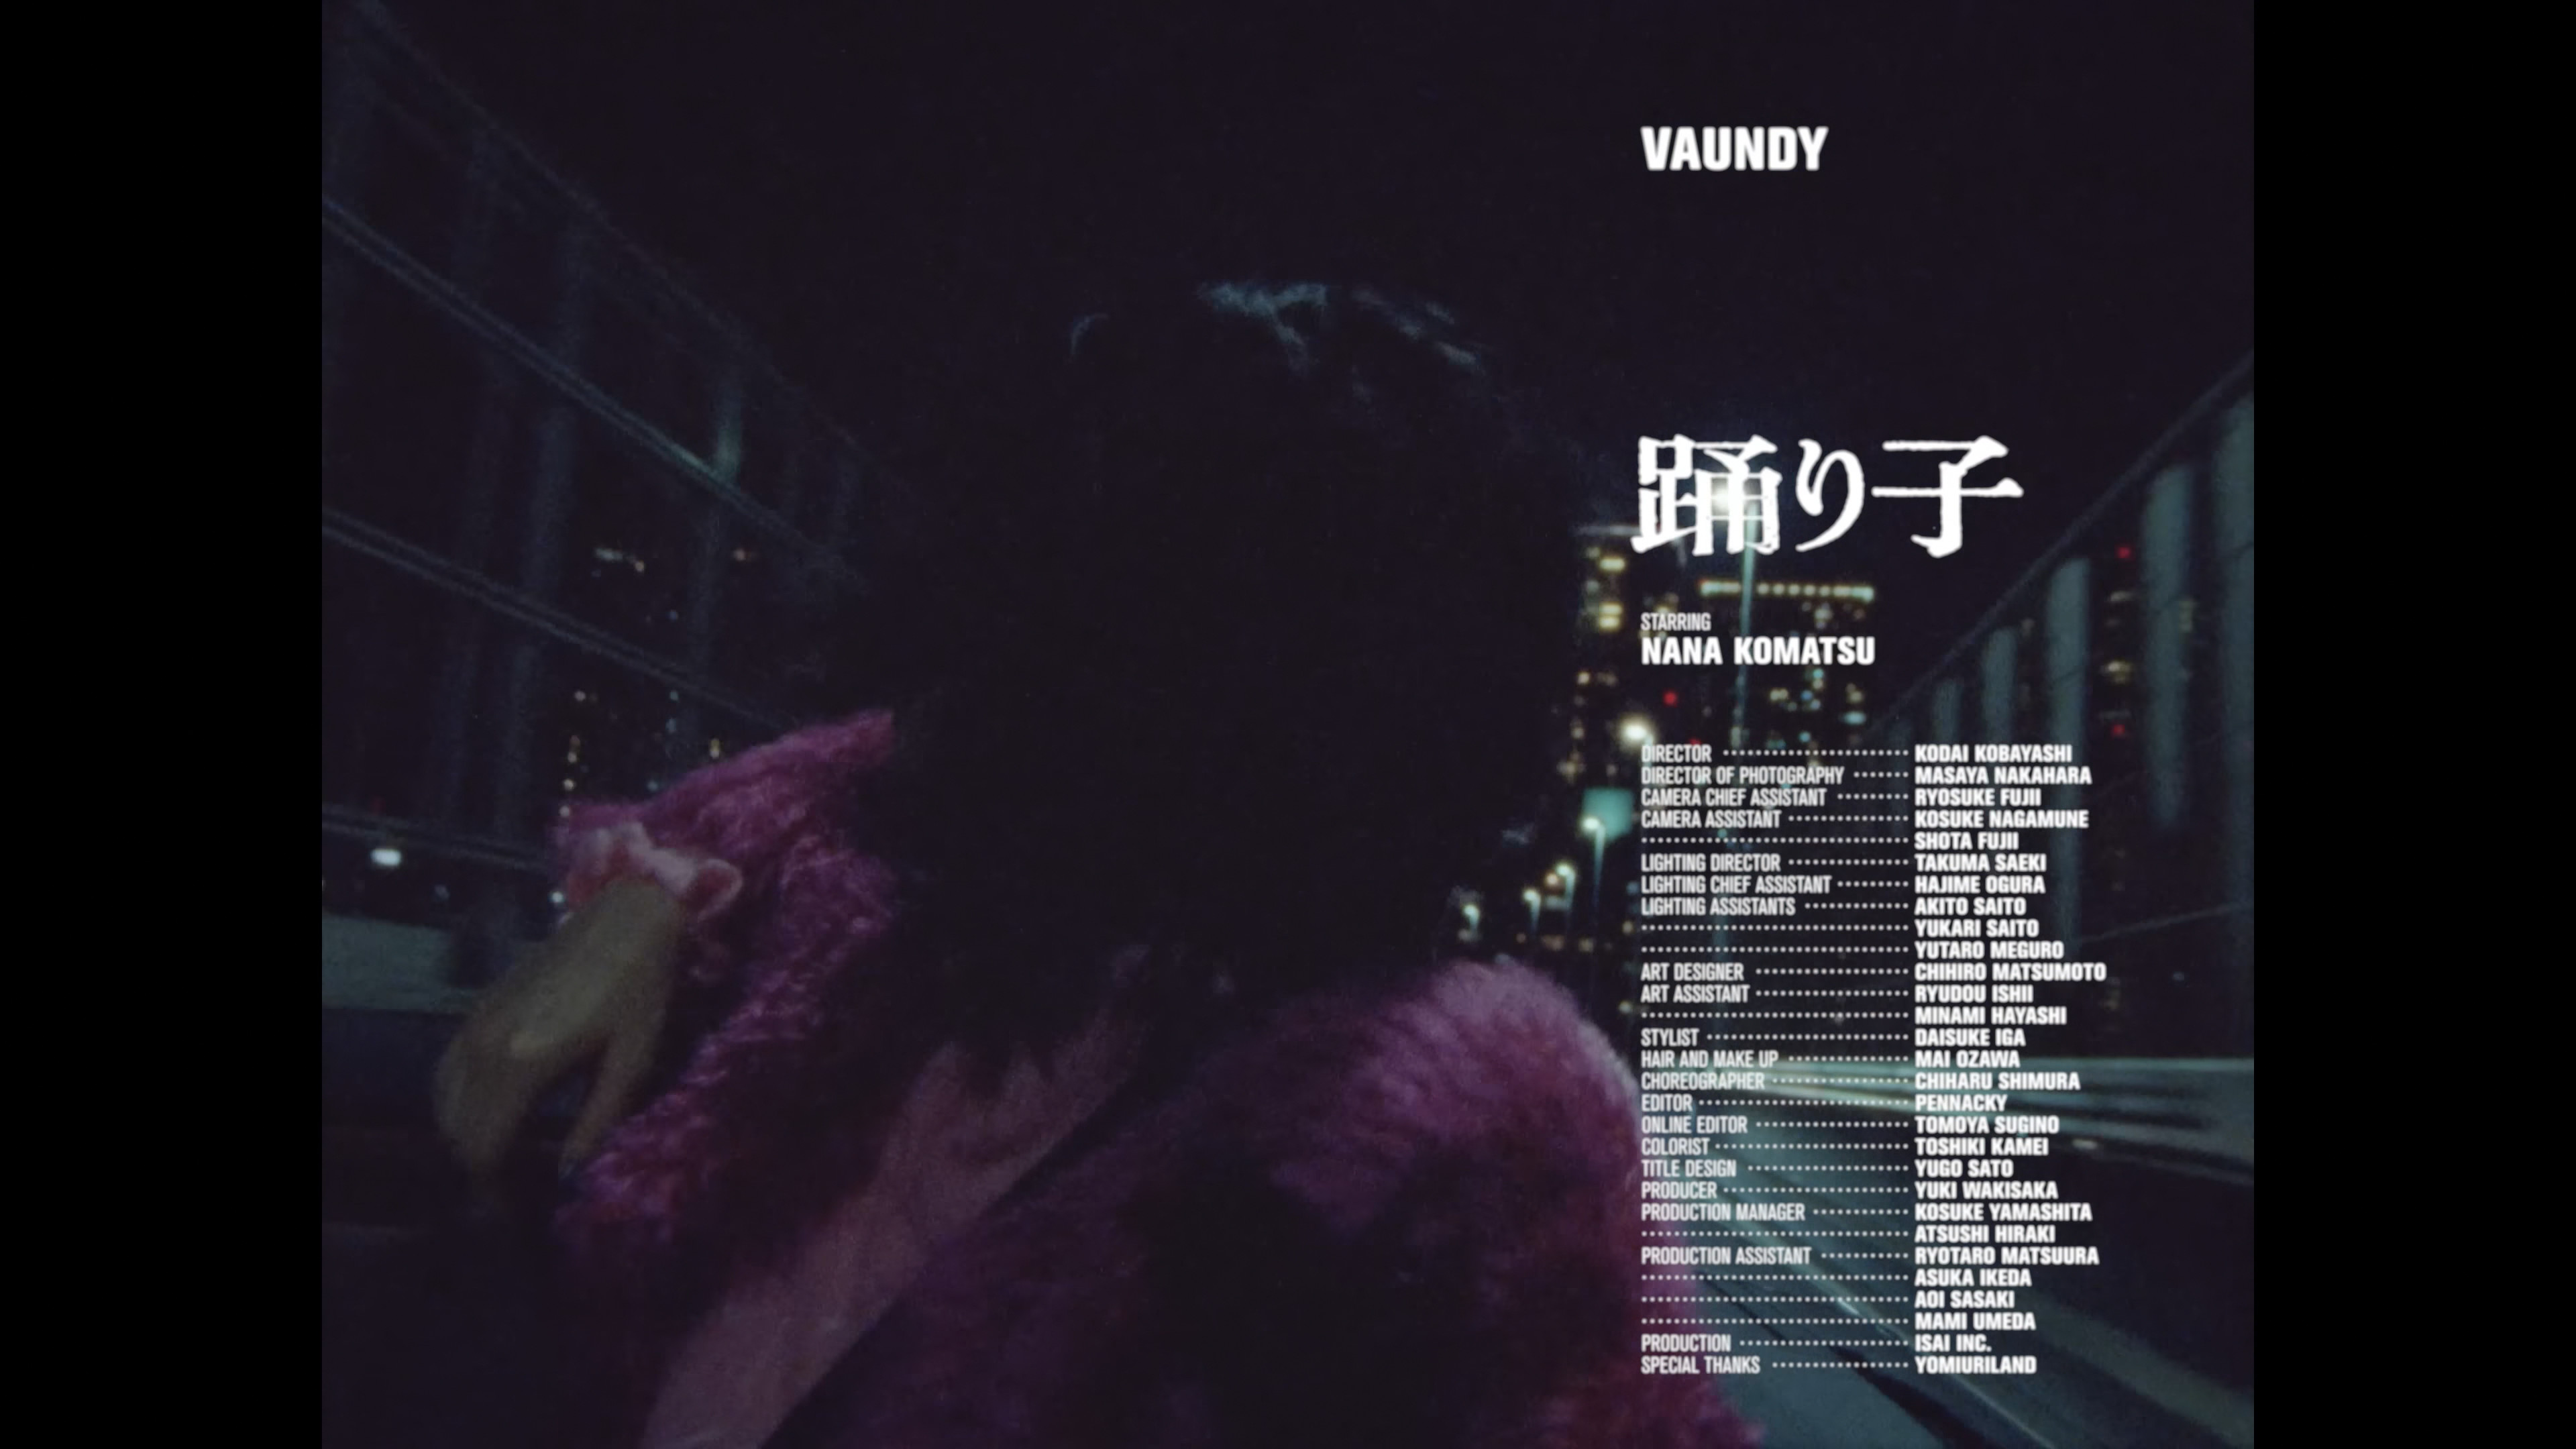 VAUNDY
踊り子
STARRING
NANA KOMATSU
DIRECTOR ······················ KODAI KOBAYASHI
DIRECTOR OF PHOTOGRAPHY ······· MASAYA NAKAHARA
CAMERA CHIEF ASSISTANT ········· RYOSUKE FUJII
CAMERA ASSISTANT ··············· KOSUKE NAGAMUNE
································ SHOTA FUJII
LIGHTING DIRECTOR ··············· TAKUMA SAEKI
LIGHTING CHIEF ASSISTANT ········· HAJIME OGURA
LIGHTING ASSISTANTS ············· AKITO SAITO
································ YUKARI SAITO
································ YUTARO MEGURO
ART DESIGNER ··················· CHIHIRO MATSUMOTO
ART ASSISTANT ··················· RYUDOU ISHII
································ MINAMI HAYASHI
STYLIST ························ DAISUKE IGA
HAIR AND MAKE UP ··············· MAI OZAWA
CHOREOGRAPHER ················· CHIHARU SHIMURA
EDITOR ························· PENNACKY
ONLINE EDITOR ··················· TOMOYA SUGINO
COLORIST ······················· TOSHIKI KAMEI
TITLE DESIGN ··················· YUGO SATO
PRODUCER ······················ YUKI WAKISAKA
PRODUCTION MANAGER ············ KOSUKE YAMASHITA
································ ATSUSHI HIRAKI
PRODUCTION ASSISTANT ··········· RYOTARO MATSUURA
································ ASUKA IKEDA
································ AOI SASAKI
································ MAMI UMEDA
PRODUCTION ···················· ISAI INC.
SPECIAL THANKS ················ YOMIURILAND